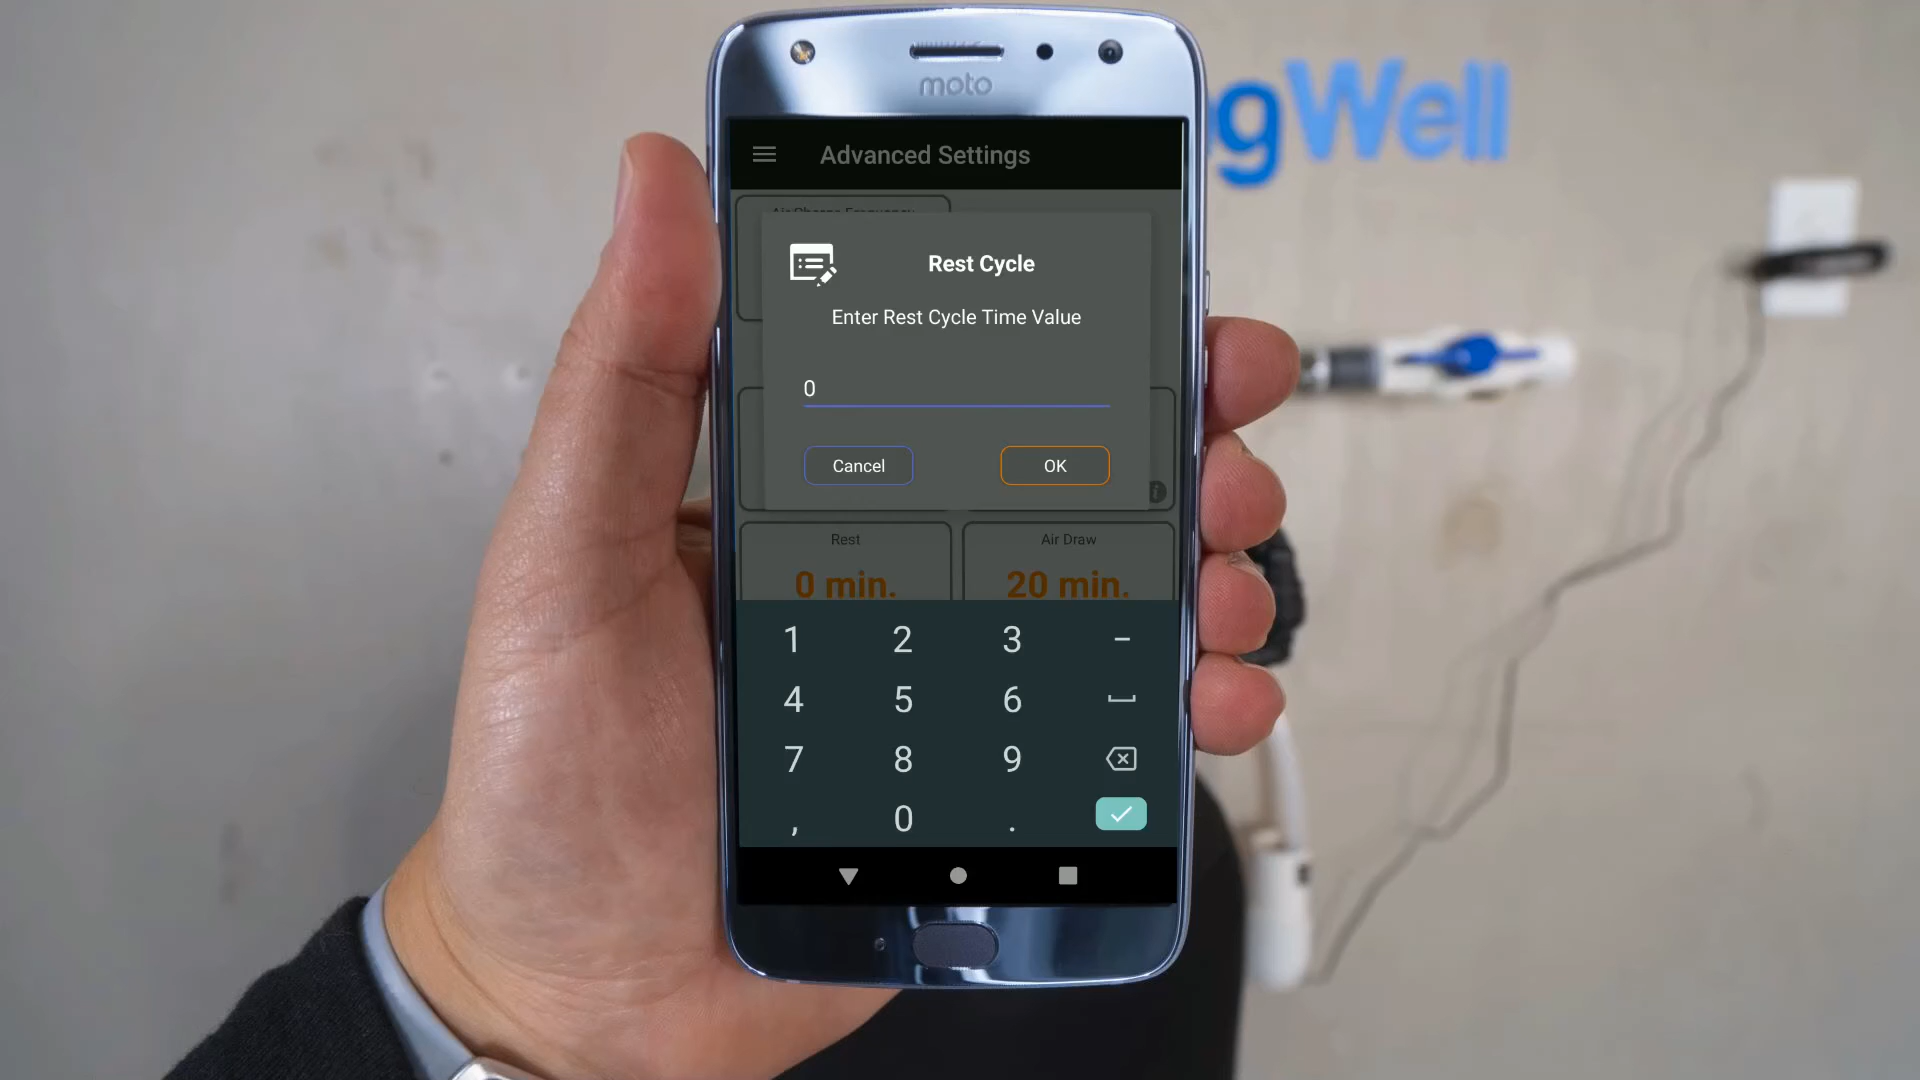 moto
gWell
Advanced Settings
Rest Cycle
Enter Rest Cycle Time Value
0
Cancel
OK
i
Rest
Air Draw
0 min.
20 min.
1 2 3 -
4 5 6
7 8 9
, 0 .